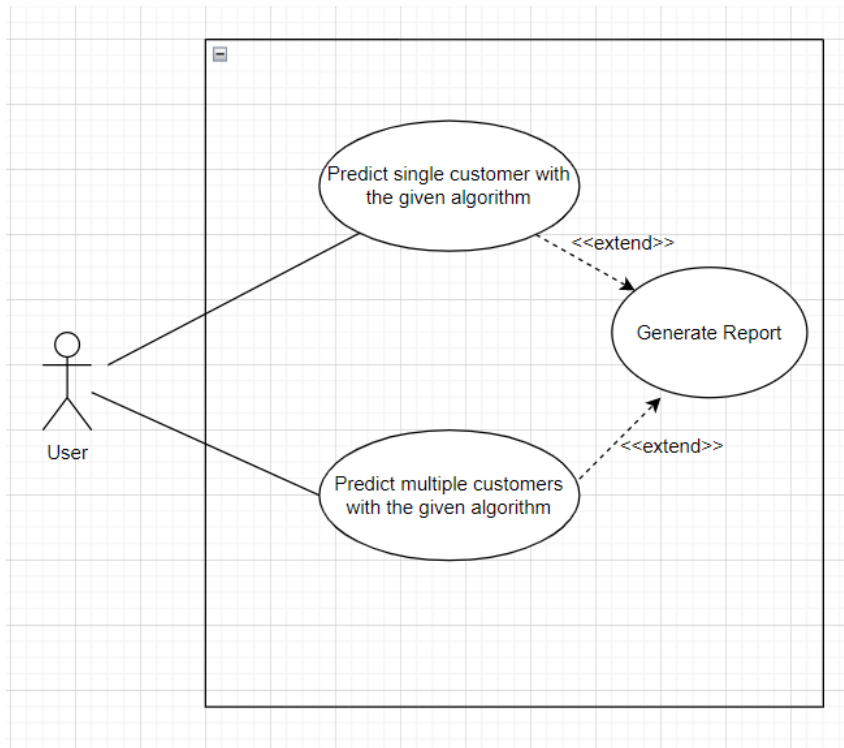 Predict single customer with
the given algorithm
<<extend>>
Generate Report
User
<<extend>>
Predict multiple customers
with the given algorithm